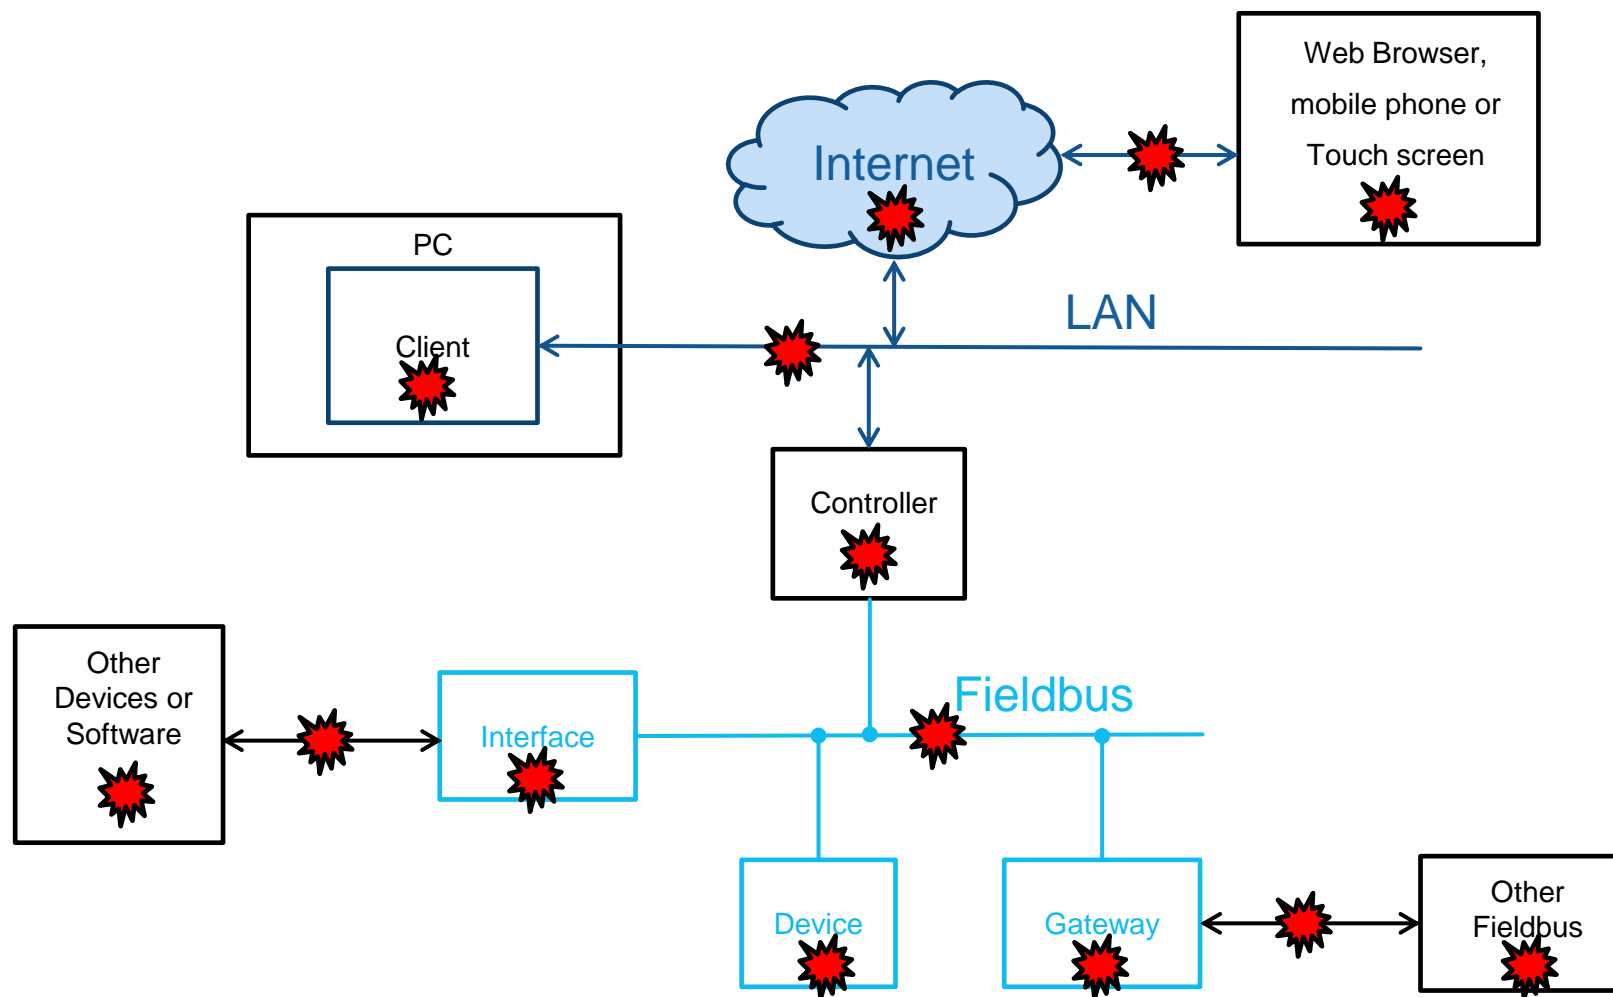 Web Browser,
mobile phone or
Touch screen
Internet
PC
LAN
Client
Controller
Other
Devices or
Software
Fieldbus
Interface
Device
Gateway
Other
Fieldbus